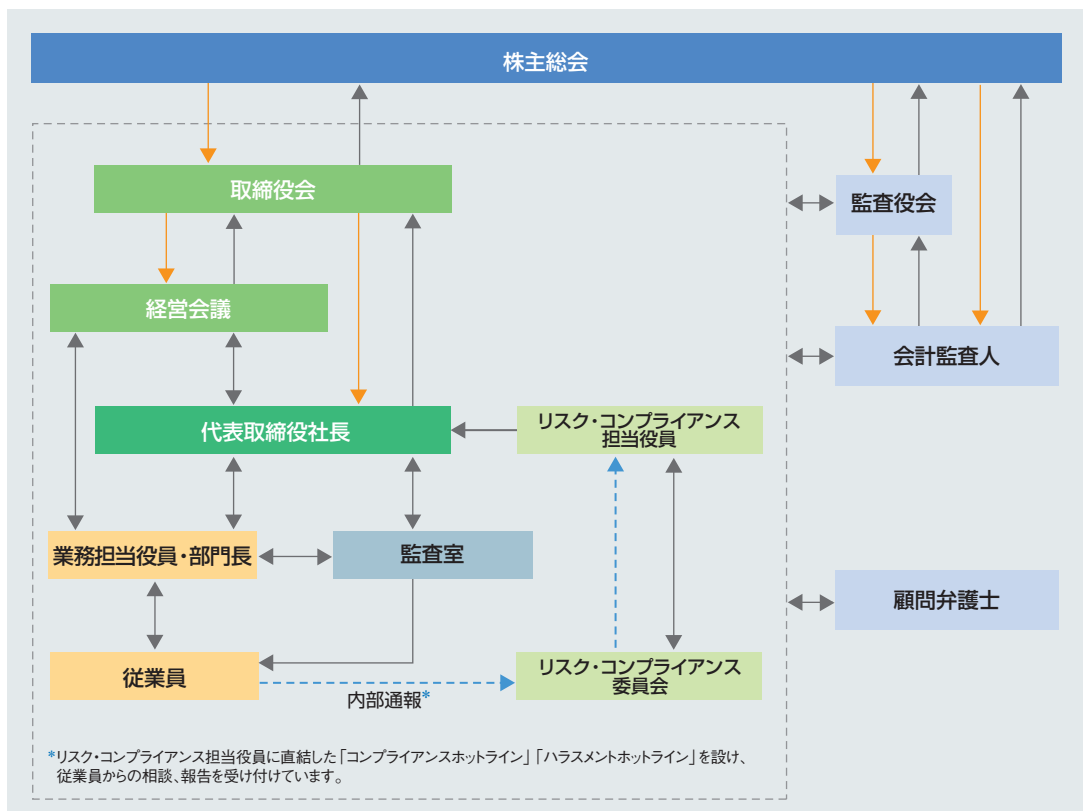 株主総会
取締役会
監査役会
経営会議
会計監査人
代表取締役社長
リスク・コンプライアンス
担当役員
業務担当役員・部門長
監査室
顧問弁護士
従業員
リスク・コンプライアンス
委員会
内部通報*
*リスク・コンプライアンス担当役員に直結した「コンプライアンスホットライン」「ハラスメントホットライン」を設け、
従業員からの相談、報告を受け付けています。